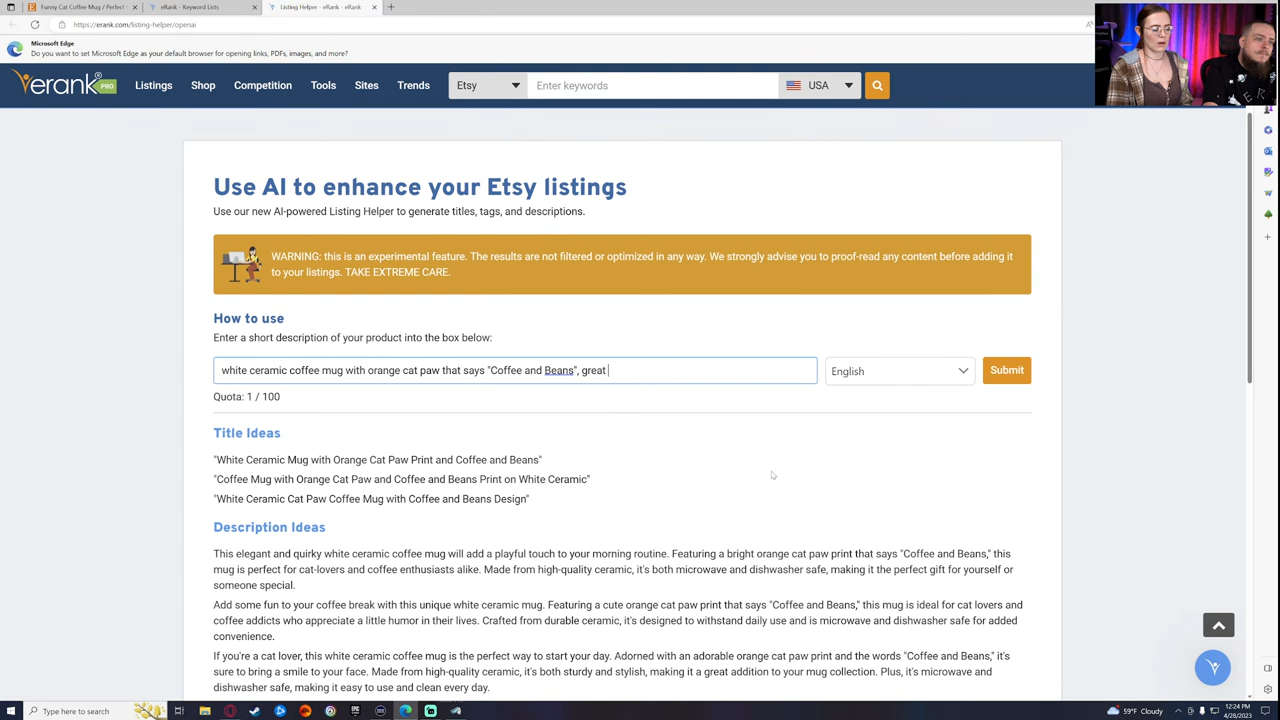 Funny Cat Coffee Mug / Perfect
eRank - Keyword Lists
Listing Helper - eRank - eRank
https://erank.com/listing-helper/openai
Microsoft Edge
Do you want to set Microsoft Edge as your default browser for opening links, PDFs, images, and more?
erank PRO
Listings
Shop
Competition
Tools
Sites
Trends
Etsy
Enter keywords
USA
Use AI to enhance your Etsy listings
Use our new AI-powered Listing Helper to generate titles, tags, and descriptions.
WARNING: this is an experimental feature. The results are not filtered or optimized in any way. We strongly advise you to proof-read any content before adding it
to your listings. TAKE EXTREME CARE.
How to use
Enter a short description of your product into the box below:
white ceramic coffee mug with orange cat paw that says "Coffee and Beans", great
English
Submit
Quota: 1 / 100
Title Ideas
"White Ceramic Mug with Orange Cat Paw Print and Coffee and Beans"
"Coffee Mug with Orange Cat Paw and Coffee and Beans Print on White Ceramic"
"White Ceramic Cat Paw Coffee Mug with Coffee and Beans Design"
Description Ideas
This elegant and quirky white ceramic coffee mug will add a playful touch to your morning routine. Featuring a bright orange cat paw print that says "Coffee and Beans," this
mug is perfect for cat-lovers and coffee enthusiasts alike. Made from high-quality ceramic, it's both microwave and dishwasher safe, making it the perfect gift for yourself or
someone special.
Add some fun to your coffee break with this unique white ceramic mug. Featuring a cute orange cat paw print that says "Coffee and Beans," this mug is ideal for cat lovers and
coffee addicts who appreciate a little humor in their lives. Crafted from durable ceramic, it's designed to withstand daily use and is microwave and dishwasher safe for added
convenience.
If you're a cat lover, this white ceramic coffee mug is the perfect way to start your day. Adorned with an adorable orange cat paw print and the words "Coffee and Beans," it's
sure to bring a smile to your face. Made from high-quality ceramic, it's both sturdy and stylish, making it a great addition to your mug collection. Plus, it's microwave and
dishwasher safe, making it easy to use and clean every day.
Type here to search
59°F Cloudy
12:24 PM
4/28/2023